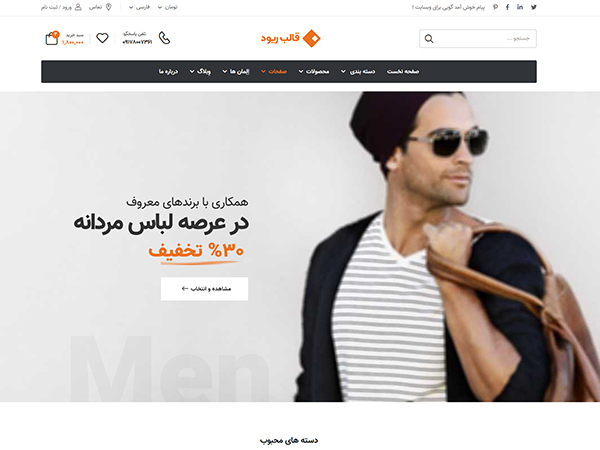 پیام خوش آمد گویی برای وبسایت !
تومان
فارسی
تماس
ورود / ثبت نام
جستجو ...
قالب ریود
تلفن پاسخگو:
۰۹۱۷۸۰۰۷۳۶۱
سبد خرید
۱,۸۰۰,۰۰۰
صفحه نخست
دسته بندی
محصولات
صفحات
المان ها
وبلاگ
درباره ما
همکاری با برندهای معروف
در عرصه لباس مردانه
%۳۰ تخفیف
مشاهده و انتخاب
Men
دسته های محبوب